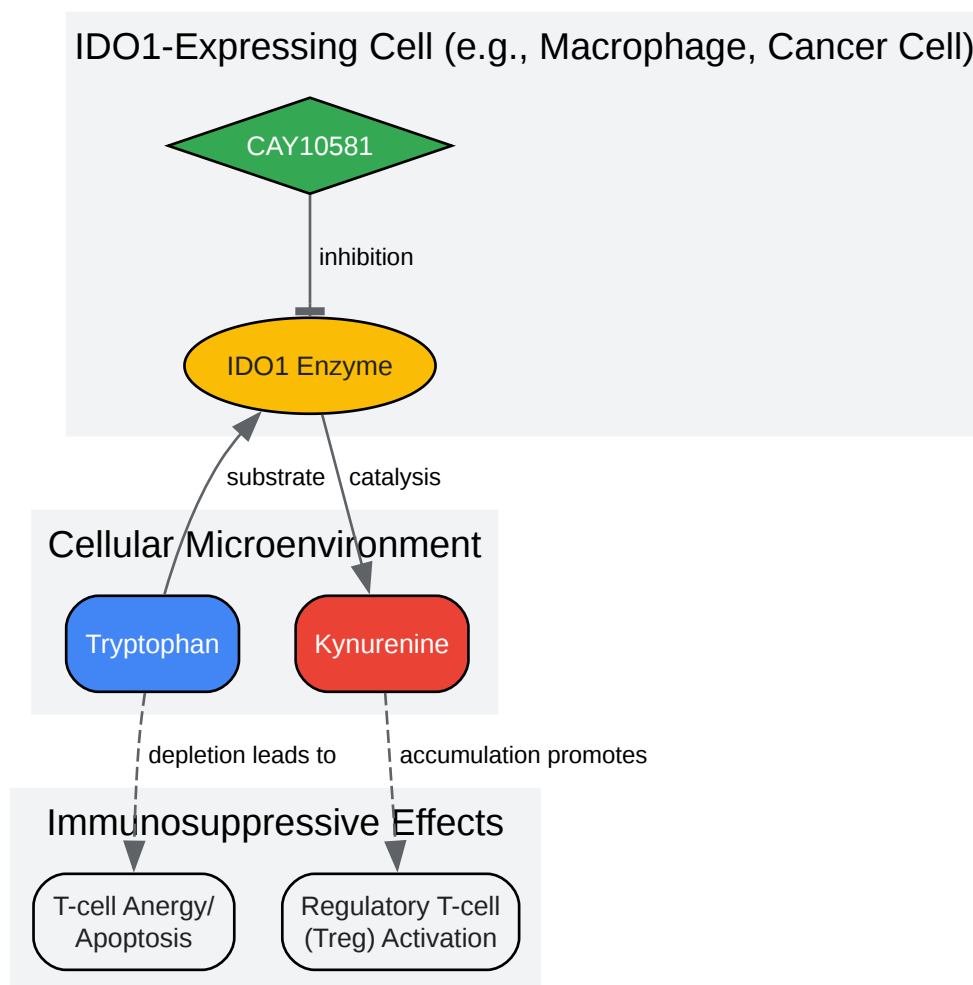 IDO1-Expressing Cell (e.g., Macrophage, Cancer Cell)
CAY10581
inhibition
IDO1 Enzyme
substrate
catalysis
Cellular Microenvironment
Tryptophan
Kynurenine
depletion leads to
accumulation promotes
Immunosuppressive Effects
T-cell Anergy/
Apoptosis
Regulatory T-cell
(Treg) Activation